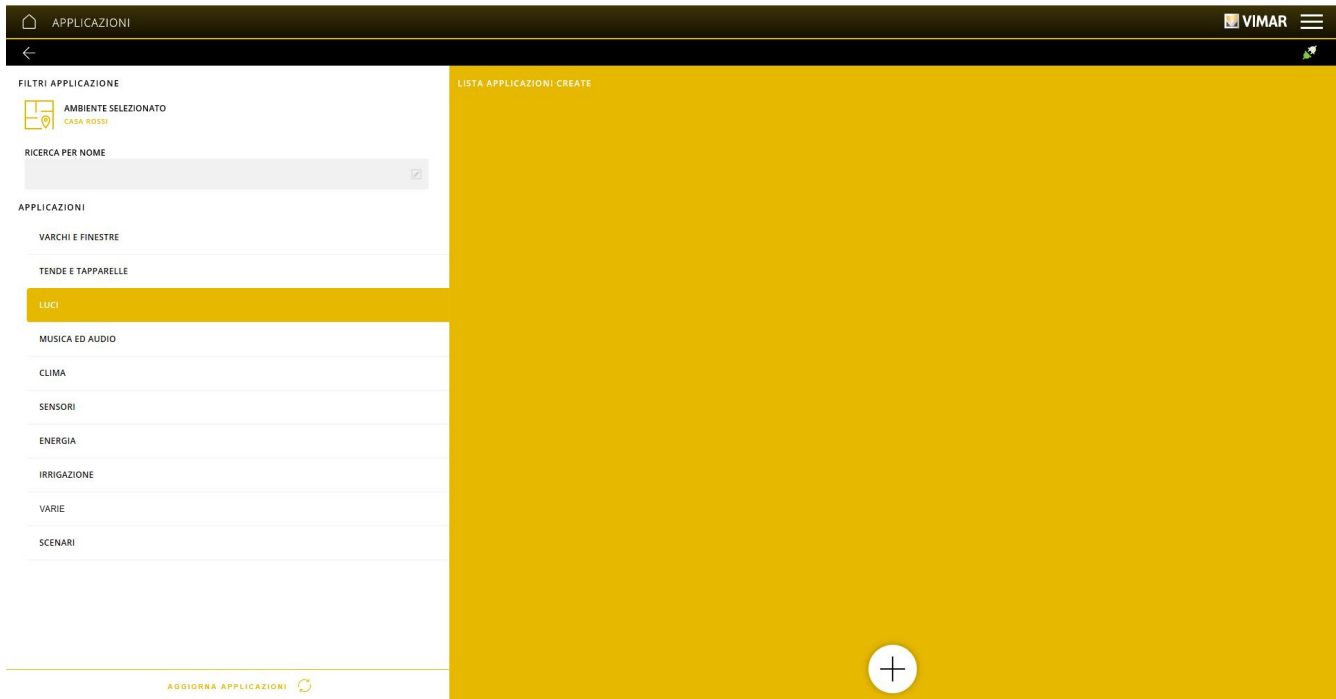 APPLICAZIONI
VIMAR
FILTRI APPLICAZIONE
AMBIENTE SELEZIONATO
CASA ROSSI
RICERCA PER NOME
APPLICAZIONI
VARCHI E FINESTRE
TENDE E TAPPARELLE
LUCI
MUSICA ED AUDIO
CLIMA
SENSORI
ENERGIA
IRRIGAZIONE
VARIE
SCENARI
AGGIORNA APPLICAZIONI
LISTA APPLICAZIONI CREATE